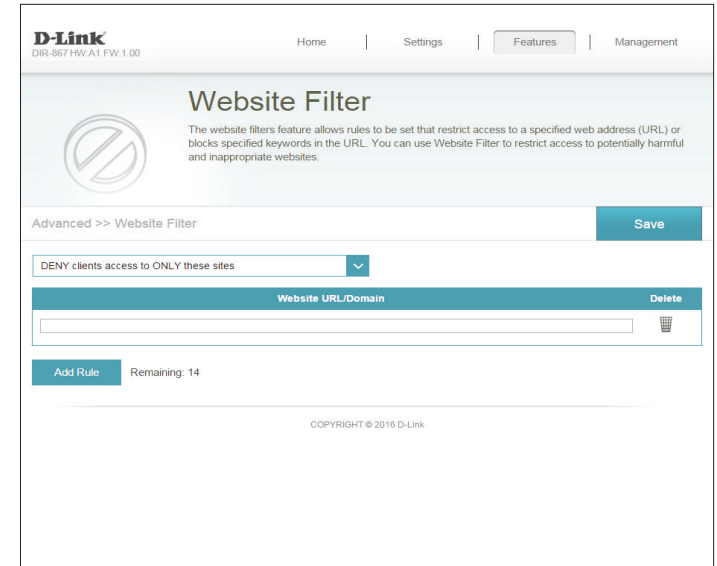 D-Link
DIR-867 HW:A1 FW:1.00
Home
Settings
Features
Management
Website Filter
The website filters feature allows rules to be set that restrict access to a specified web address (URL) or
blocks specified keywords in the URL. You can use Website Filter to restrict access to potentially harmful
and inappropriate websites.
Advanced >> Website Filter
Save
DENY clients access to ONLY these sites
Website URL/Domain
Delete
Add Rule
Remaining: 14
COPYRIGHT © 2016 D-Link